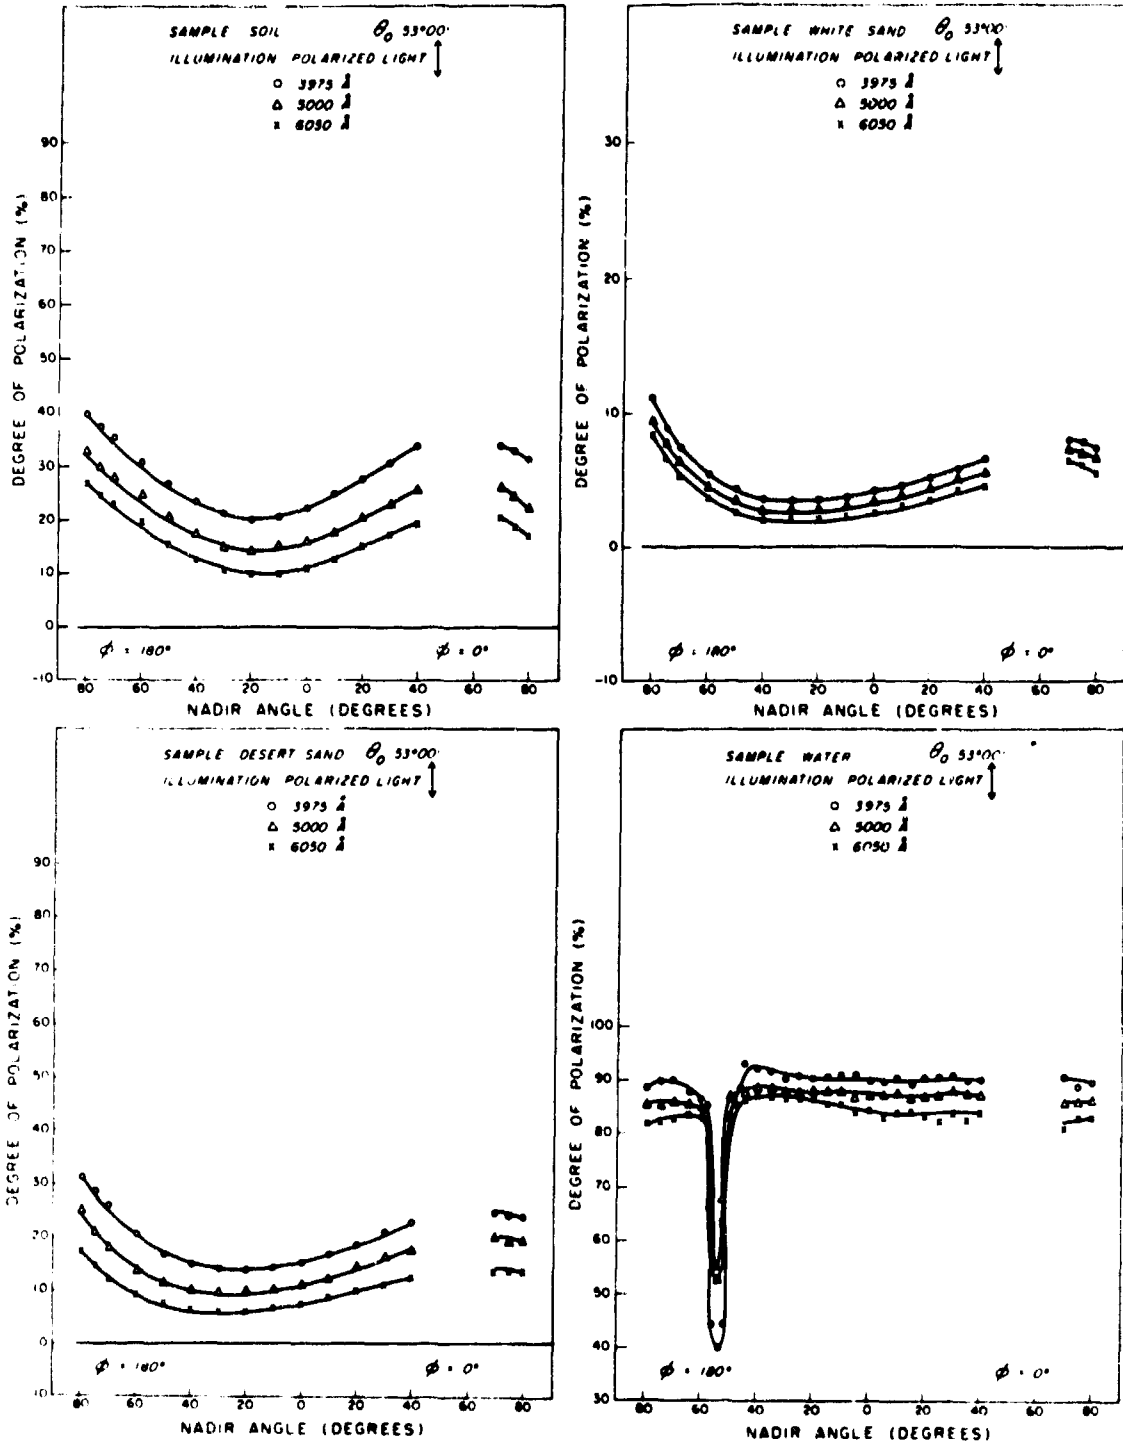 SAMPLE SOIL θ₀ 53°00'
ILLUMINATION POLARIZED LIGHT
○ 3975 Å
△ 5000 Å
x 6050 Å
90
80
70
60
50
40
30
20
10
0
-10
DEGREE OF POLARIZATION (%)
ϕ = 180°
ϕ = 0°
80 60 40 20 0 20 40 60 80
NADIR ANGLE (DEGREES)
SAMPLE WHITE SAND θ₀ 53°00'
ILLUMINATION POLARIZED LIGHT
○ 3975 Å
△ 5000 Å
x 6050 Å
30
20
10
0
-10
DEGREE OF POLARIZATION (%)
ϕ = 180°
ϕ = 0°
80 60 40 20 0 20 40 60 80
NADIR ANGLE (DEGREES)
SAMPLE DESERT SAND θ₀ 53°00'
ILLUMINATION POLARIZED LIGHT
○ 3975 Å
△ 5000 Å
x 6050 Å
90
80
70
60
50
40
30
20
10
0
10
DEGREE OF POLARIZATION (%)
ϕ = 180°
ϕ = 0°
80 60 40 20 0 20 40 60 80
NADIR ANGLE (DEGREES)
SAMPLE WATER θ₀ 53°00'
ILLUMINATION POLARIZED LIGHT
○ 3975 Å
△ 5000 Å
x 6050 Å
100
90
80
70
60
50
40
30
DEGREE OF POLARIZATION (%)
ϕ = 180°
ϕ = 0°
80 60 40 20 0 20 40 60 80
NADIR ANGLE (DEGREES)